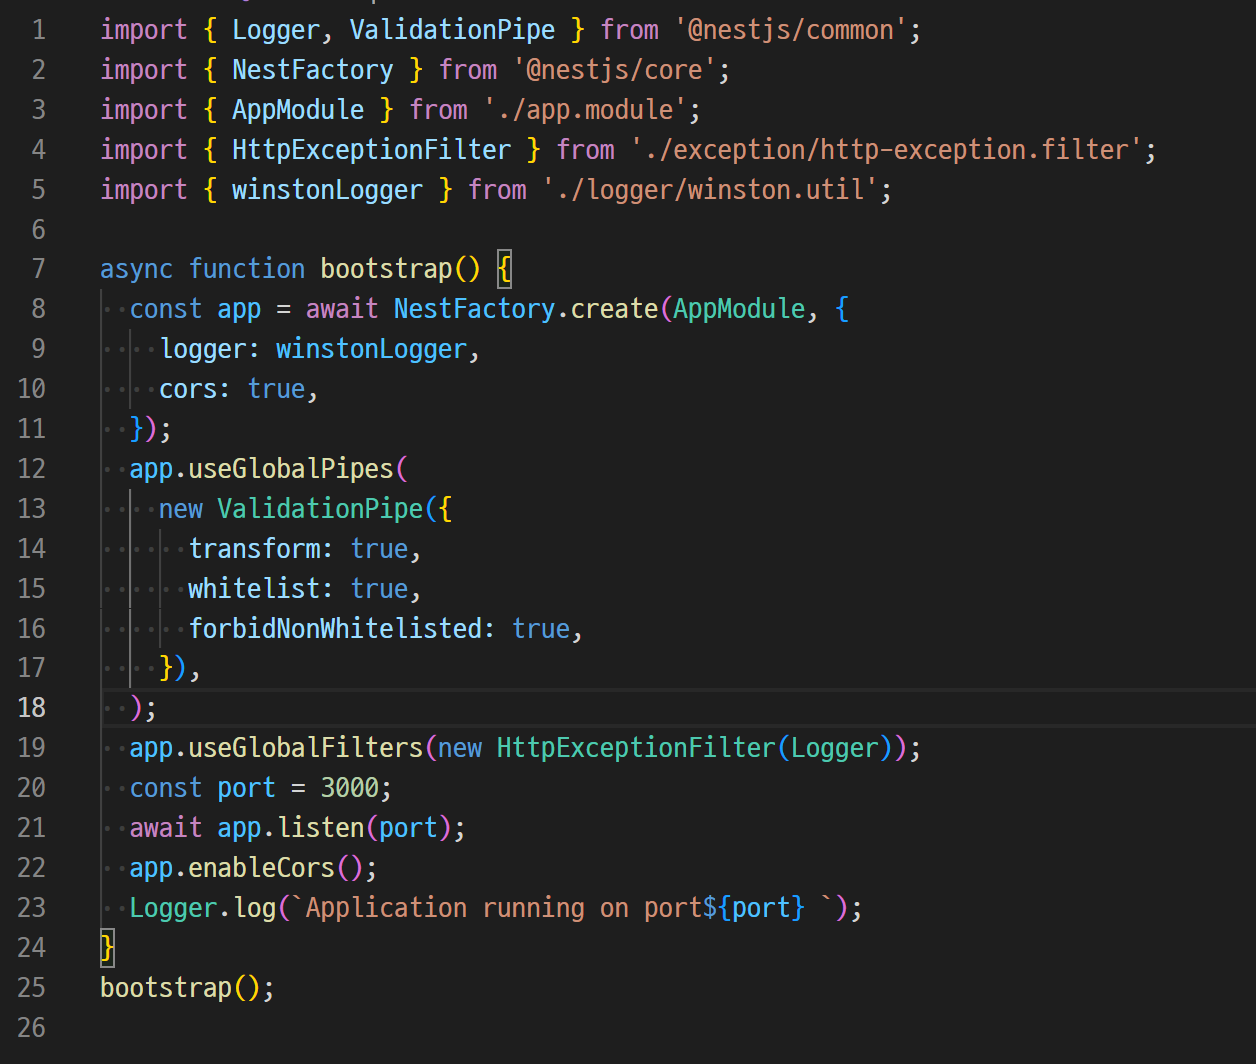 1 import { Logger, ValidationPipe } from '@nestjs/common';
2 import { NestFactory } from '@nestjs/core';
3 import { AppModule } from './app.module';
4 import { HttpExceptionFilter } from './exception/http-exception.filter';
5 import { winstonLogger } from './logger/winston.util';
6
7 async function bootstrap() {
8 ··const app = await NestFactory.create(AppModule, {
9 ····logger: winstonLogger,
10 ····cors: true,
11 ··});
12 ··app.useGlobalPipes(
13 ····new ValidationPipe({
14 ······transform: true,
15 ······whitelist: true,
16 ······forbidNonWhitelisted: true,
17 ····}),
18 ··);
19 ··app.useGlobalFilters(new HttpExceptionFilter(Logger));
20 ··const port = 3000;
21 ··await app.listen(port);
22 ··app.enableCors();
23 ··Logger.log(`Application running on port${port} `);
24 }
25 bootstrap();
26